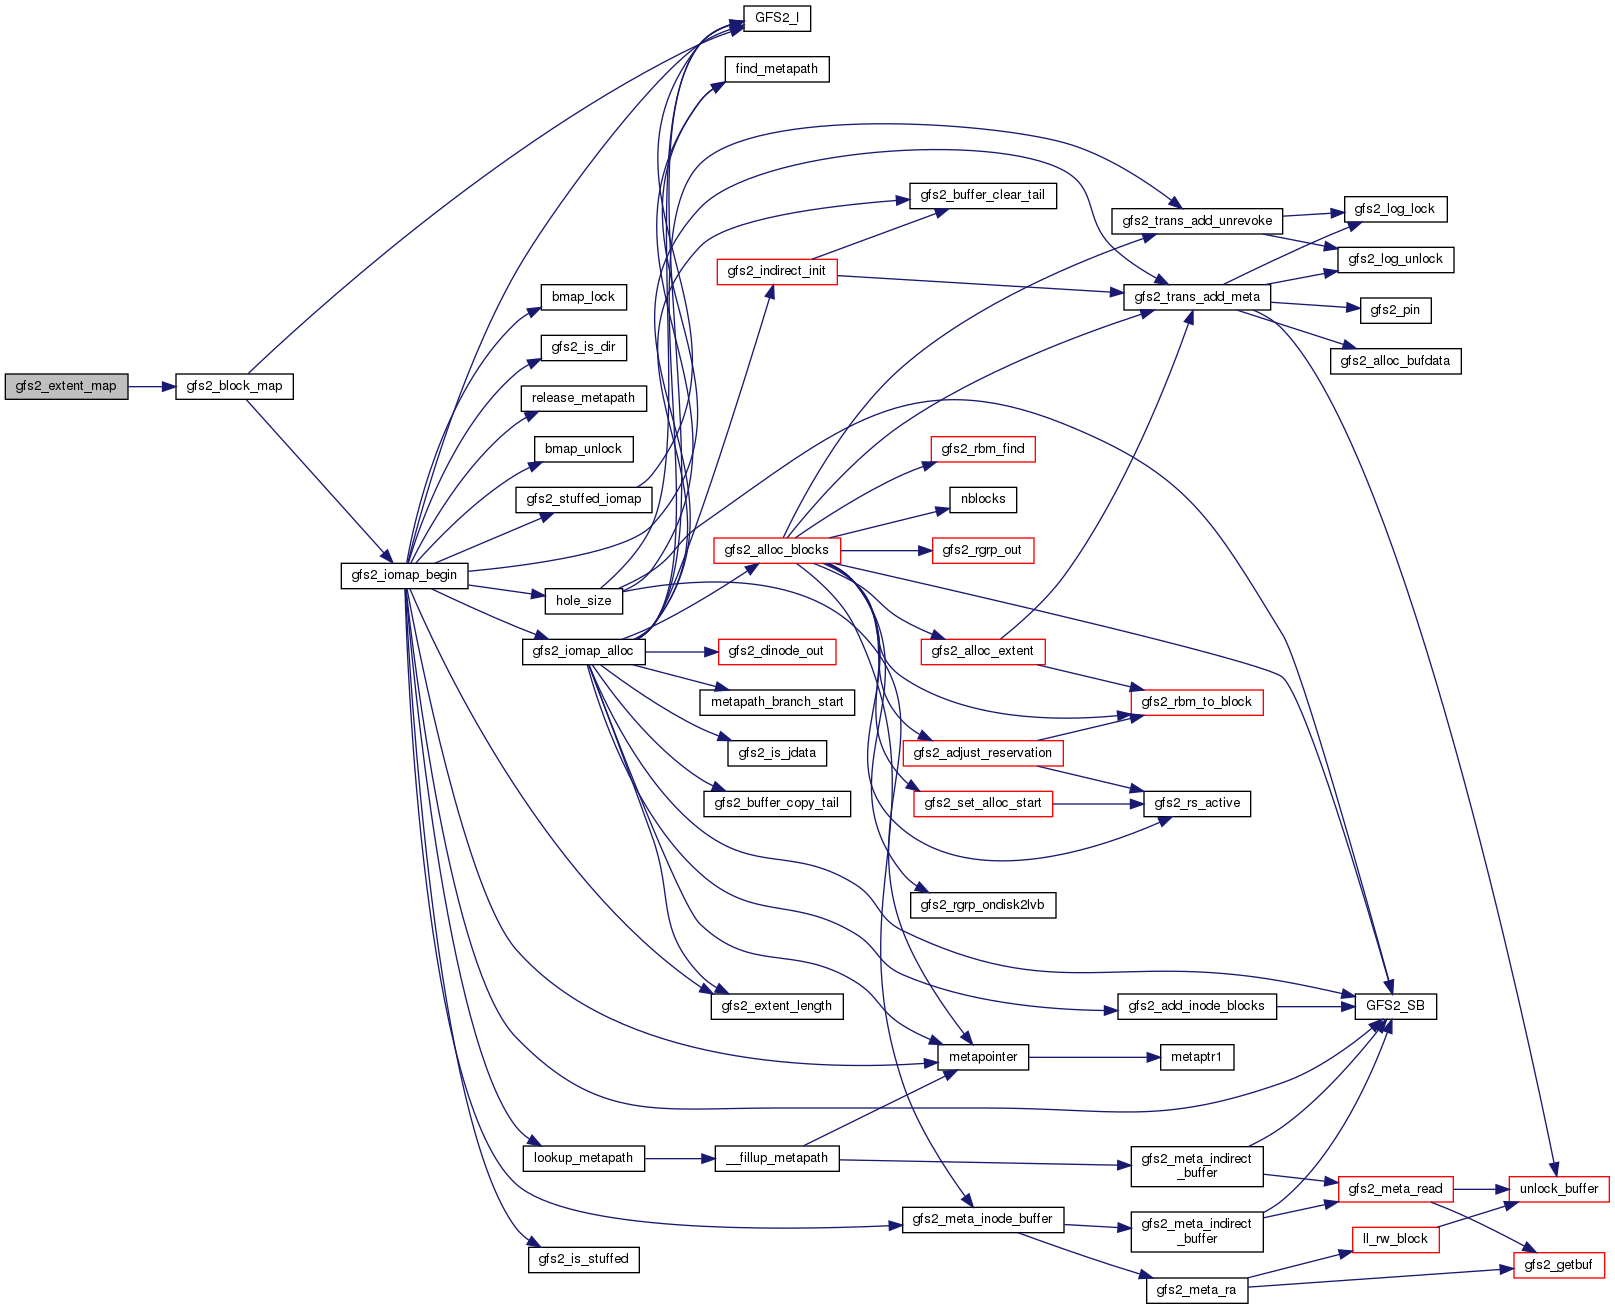 GFS2_I
find_metapath
gfs2_buffer_clear_tail
gfs2_trans_add_unrevoke
gfs2_log_lock
gfs2_log_unlock
gfs2_indirect_init
gfs2_trans_add_meta
bmap_lock
gfs2_pin
gfs2_is_dir
gfs2_alloc_bufdata
gfs2_extent_map
gfs2_block_map
release_metapath
bmap_unlock
gfs2_rbm_find
gfs2_stuffed_iomap
nblocks
gfs2_alloc_blocks
gfs2_rgrp_out
gfs2_iomap_begin
hole_size
gfs2_iomap_alloc
gfs2_dinode_out
gfs2_alloc_extent
metapath_branch_start
gfs2_rbm_to_block
gfs2_is_jdata
gfs2_adjust_reservation
gfs2_buffer_copy_tail
gfs2_set_alloc_start
gfs2_rs_active
gfs2_rgrp_ondisk2lvb
gfs2_extent_length
gfs2_add_inode_blocks
GFS2_SB
metapointer
metaptr1
lookup_metapath
__fillup_metapath
gfs2_meta_indirect
_buffer
gfs2_meta_read
unlock_buffer
gfs2_meta_inode_buffer
gfs2_meta_indirect
_buffer
ll_rw_block
gfs2_is_stuffed
gfs2_getbuf
gfs2_meta_ra